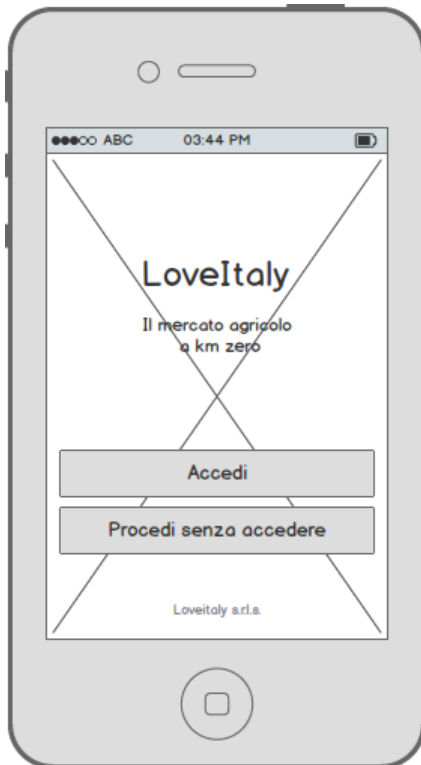 ABC 03:44 PM
LoveItaly
Il mercato agricolo
a km zero
Accedi
Procedi senza accedere
Loveitaly s.r.l.s.